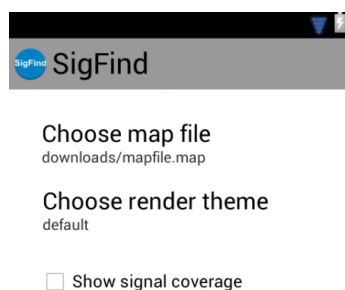 SigFind SigFind
Choose map file
downloads/mapfile.map
Choose render theme
default
Show signal coverage